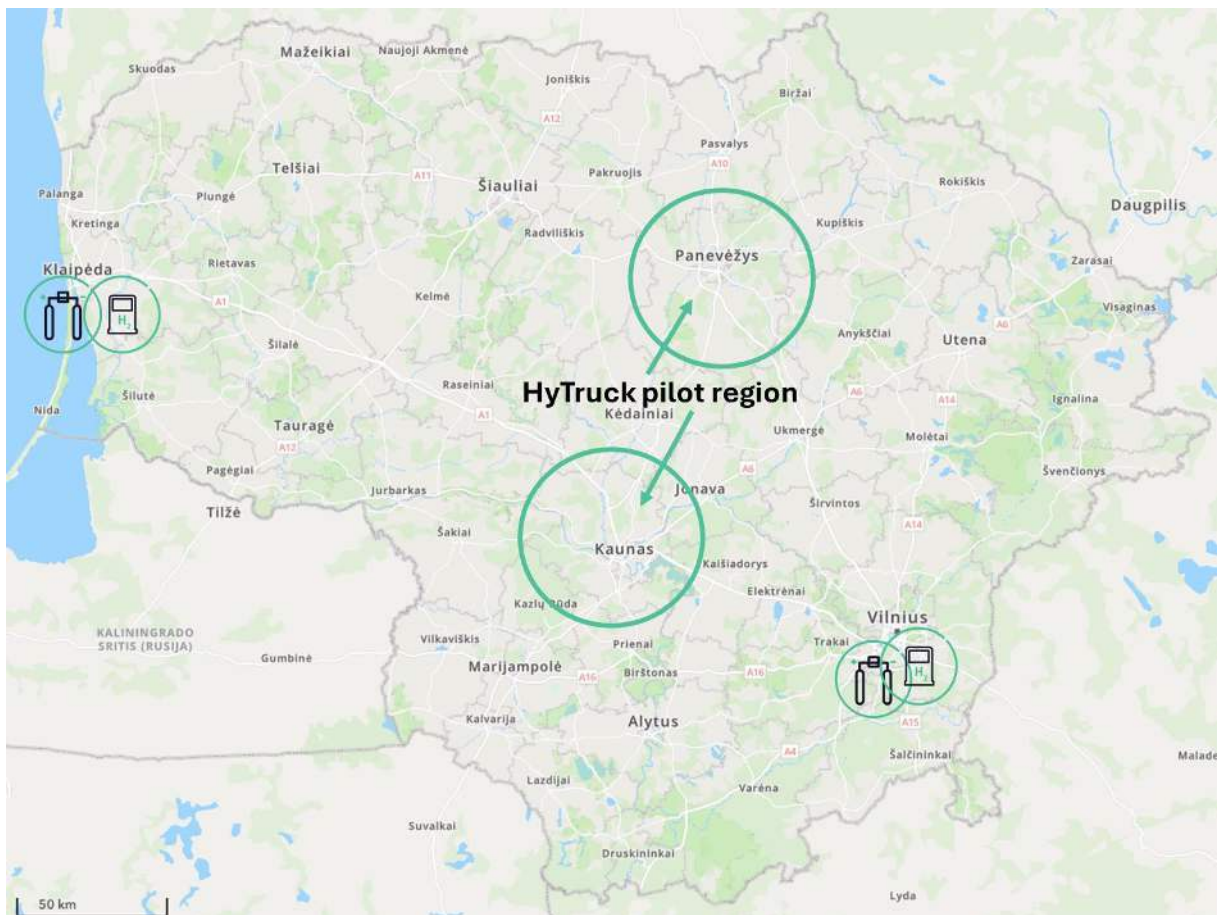 Mažeikiai
Naujoji Akmenė
Skuodas
Joniškis
Biržai
A12
Pasvalys
Telšiai
A11
Šiauliai
Pakruojis
A10
Rokiškis
Palanga
Plungė
Daugpilis
Kretinga
Radviliškis
Kupiškis
Klaipėda
Rietavas
Panevėžys
Zarasai
A1
Kelmė
Visaginas
H2
Šilalė
Anykščiai
Utena
A6
Raseiniai
HyTruck pilot region
A6
Nida
Šilutė
A1
Kėdainiai
A14
Ignalina
Tauragė
Ukmergė
Molėtai
A12
Pagėgiai
Jurbarkas
A6
Jonava
Švenčionys
Tilžė
Širvintos
A14
Šakiai
Kaunas
Kaišiadorys
Elektrėnai
Kazlų Rūda
Vilnius
KALININGRADO
SRITIS (RUSIJA)
Gumbinė
Vilkaviškis
Prienai
Trakai
Marijampolė
A16
Birštonas
A16
H2
Kalvarija
Alytus
A15
A4
Šalčininkai
Malade
Lazdijai
Varėna
Suvalkai
Druskininkai
50 km
Lyda